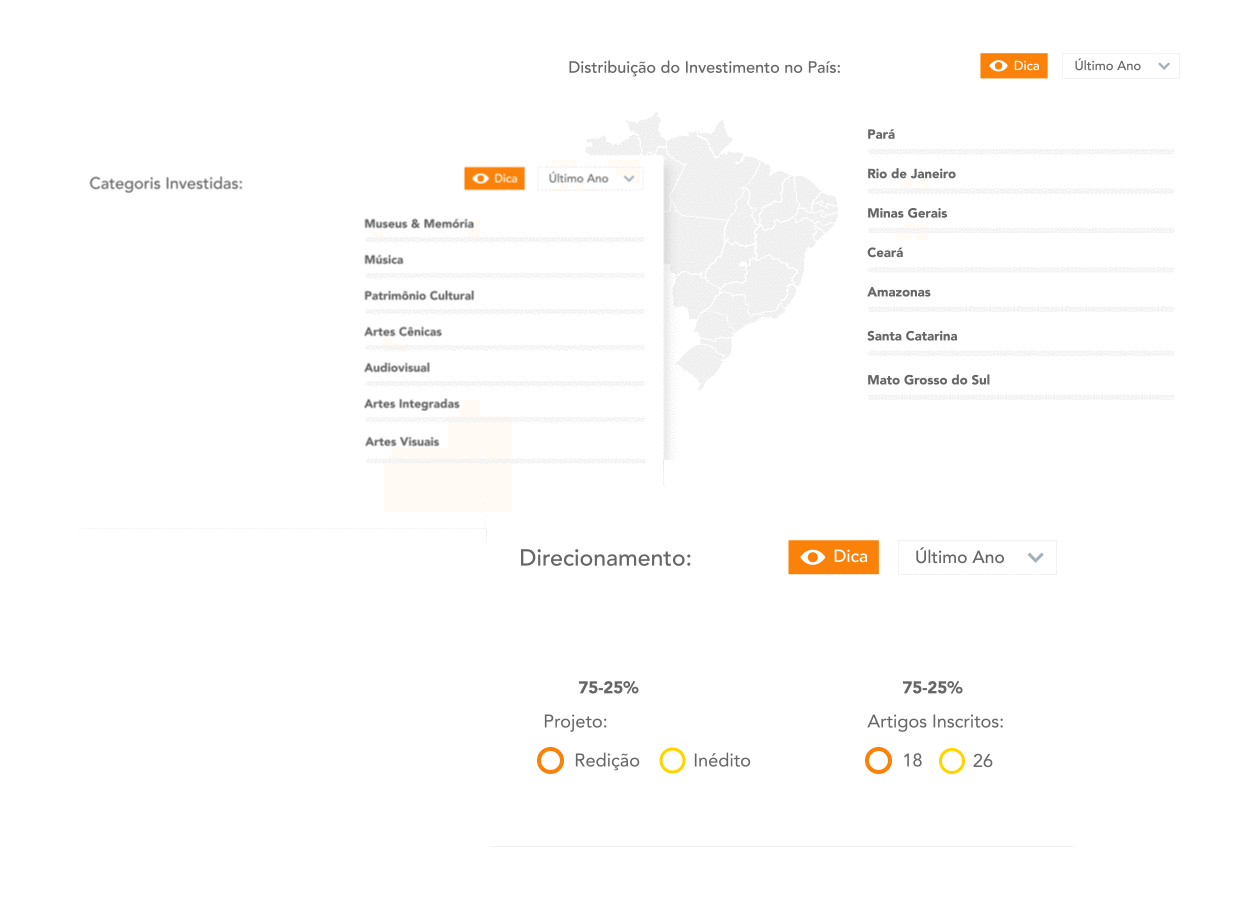 Distribuição do Investimento no País:
Dica
Último Ano
Pará
Rio de Janeiro
Minas Gerais
Ceará
Amazonas
Santa Catarina
Mato Grosso do Sul
Categoris Investidas:
Dica
Último Ano
Museus & Memória
Música
Patrimônio Cultural
Artes Cênicas
Audiovisual
Artes Integradas
Artes Visuais
Direcionamento:
Dica
Último Ano
75-25%
Projeto:
Redição
Inédito
75-25%
Artigos Inscritos:
18
26